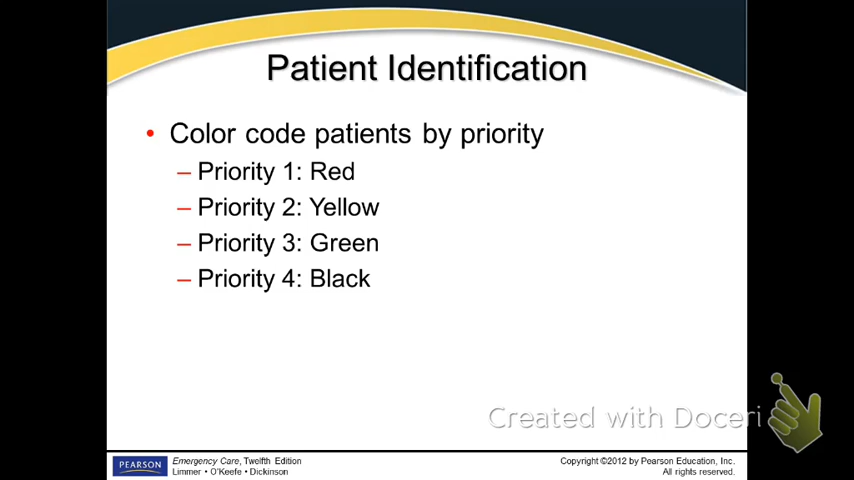 Patient Identification
• Color code patients by priority
– Priority 1: Red
– Priority 2: Yellow
– Priority 3: Green
– Priority 4: Black
Created with Doceri
PEARSON
Emergency Care, Twelfth Edition
Limmer • O'Keefe • Dickinson
Copyright ©2012 by Pearson Education, Inc.
All rights reserved.